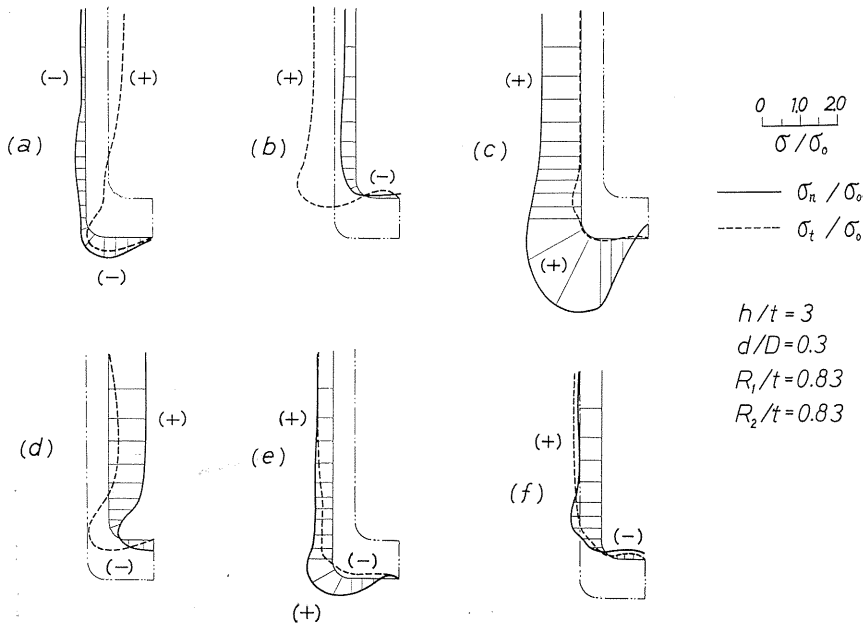 (-)
(+)
(a)
(-)
(+)
(b)
(-)
(+)
(c)
(+)
0 1.0 2.0
σ/σ₀
σₙ/σ₀
σₜ/σ₀
h/t=3
d/D=0.3
R₁/t=0.83
R₂/t=0.83
(d)
(+)
(-)
(+)
(e)
(-)
(+)
(+)
(f)
(-)